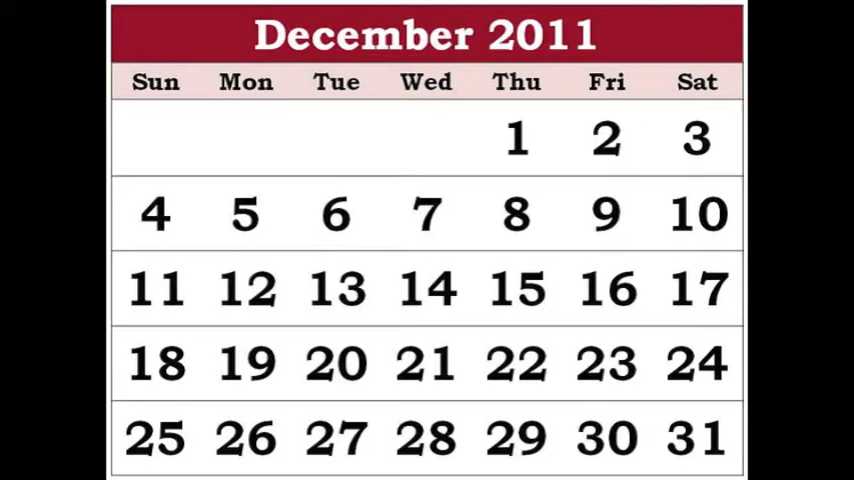 December 2011
Sun Mon Tue Wed Thu Fri Sat
1 2 3
4 5 6 7 8 9 10
11 12 13 14 15 16 17
18 19 20 21 22 23 24
25 26 27 28 29 30 31